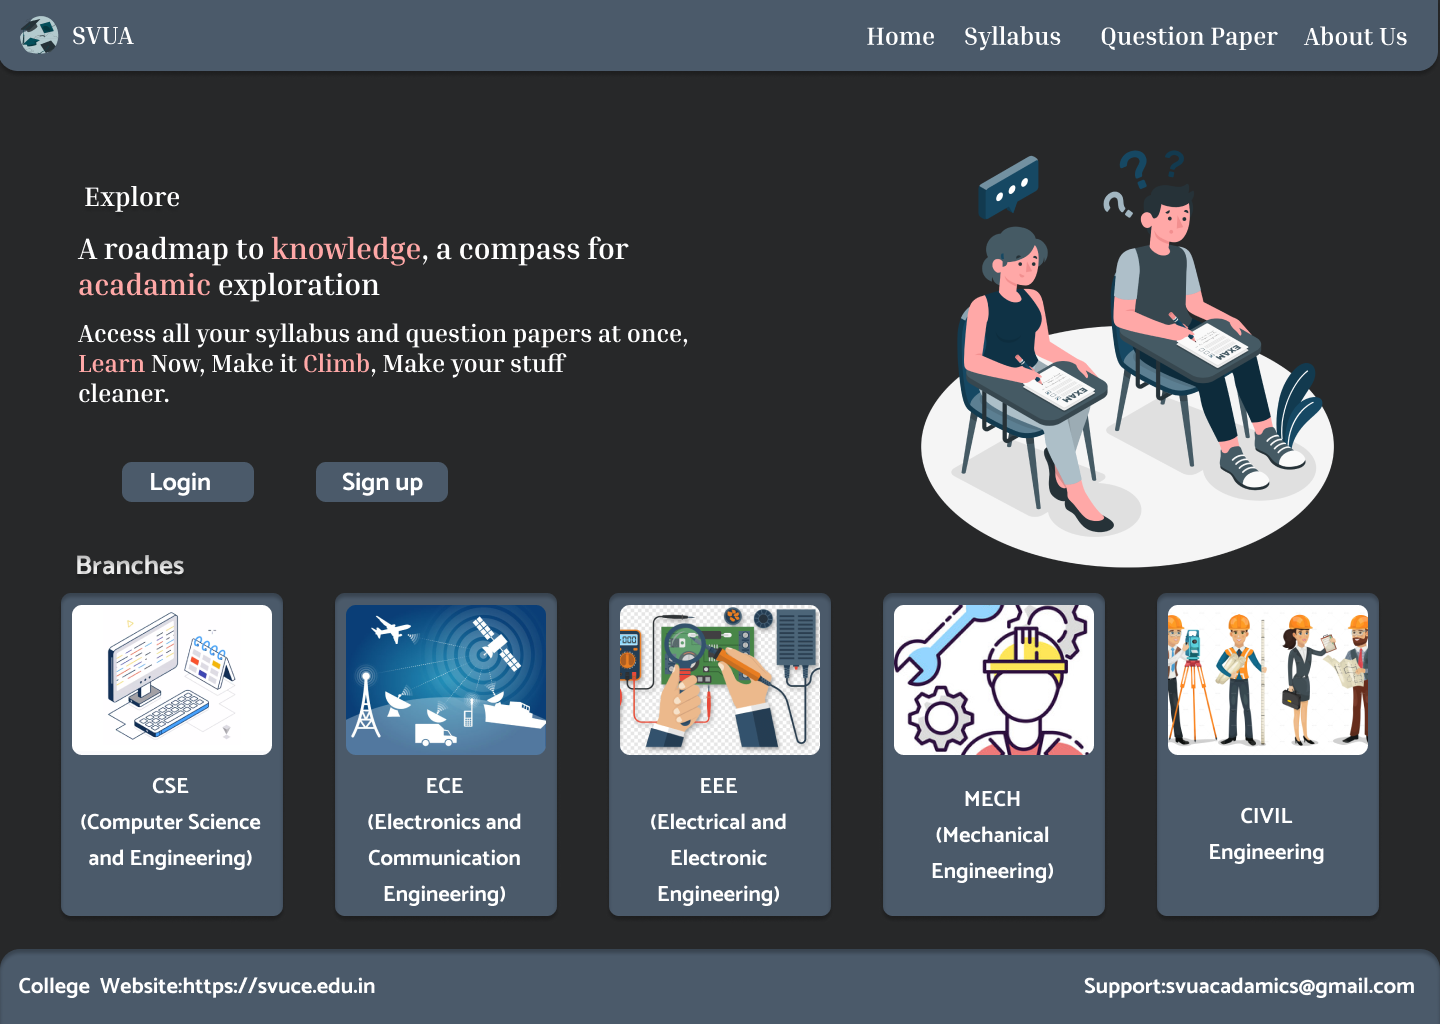 SVUA
Home Syllabus Question Paper About Us
Explore
A roadmap to knowledge, a compass for
acadamic exploration
Access all your syllabus and question papers at once,
Learn Now, Make it Climb, Make your stuff
cleaner.
? ? ?
EXAM
EXAM
Login
Sign up
Branches
CSE
(Computer Science
and Engineering)
ECE
(Electronics and
Communication
Engineering)
EEE
(Electrical and
Electronic
Engineering)
MECH
(Mechanical
Engineering)
CIVIL
Engineering
College Website:https://svuce.edu.in
Support:svuacadamics@gmail.com